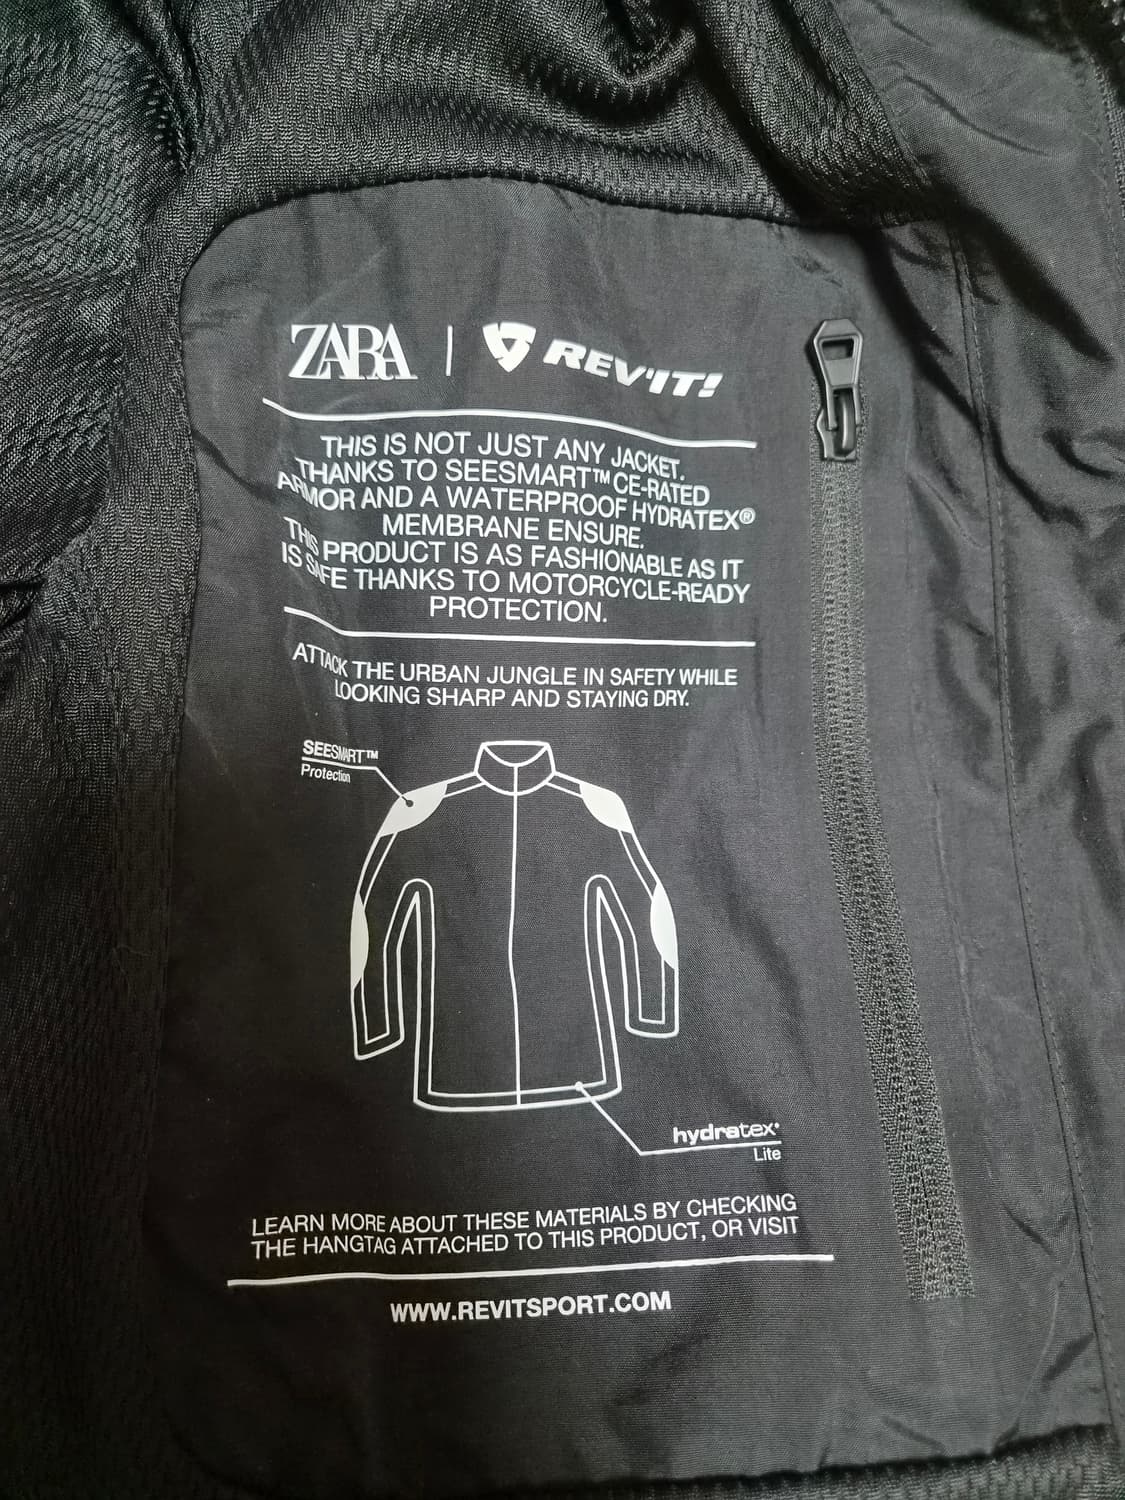 ZARA | REV'IT!
THIS IS NOT JUST ANY JACKET.
THANKS TO SEESMART™ CE-RATED
ARMOR AND A WATERPROOF HYDRATEX®
MEMBRANE ENSURE.
THIS PRODUCT IS AS FASHIONABLE AS IT
IS SAFE THANKS TO MOTORCYCLE-READY
PROTECTION.
ATTACK THE URBAN JUNGLE IN SAFETY WHILE
LOOKING SHARP AND STAYING DRY.
SEESMART™
Protection
hydratex®
Lite
LEARN MORE ABOUT THESE MATERIALS BY CHECKING
THE HANGTAG ATTACHED TO THIS PRODUCT, OR VISIT
WWW.REVITSPORT.COM